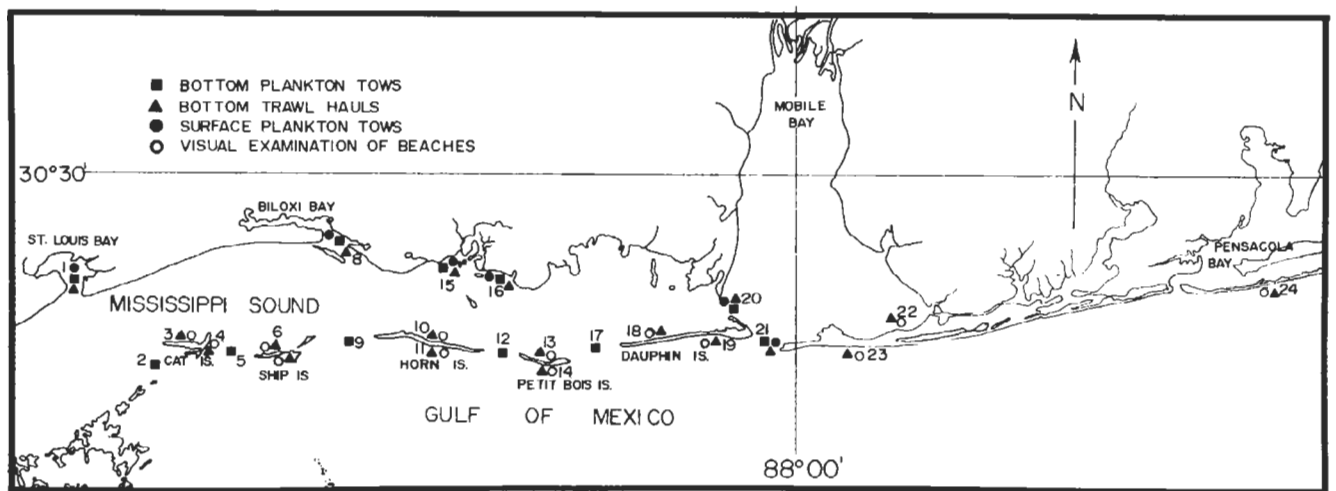 BOTTOM PLANKTON TOWS
BOTTOM TRAWL HAULS
SURFACE PLANKTON TOWS
VISUAL EXAMINATION OF BEACHES
MOBILE
BAY
N
30°30'
BILOXI BAY
ST. LOUIS BAY
PENSACOLA
BAY
1
8
15
16
20
24
MISSISSIPPI SOUND
22
3
4
6
10
12
13
17
18
19
21
2
CAT IS.
5
9
11
HORN IS.
DAUPHIN IS.
23
SHIP IS
14
PETIT BOIS IS.
GULF OF MEXICO
88°00'